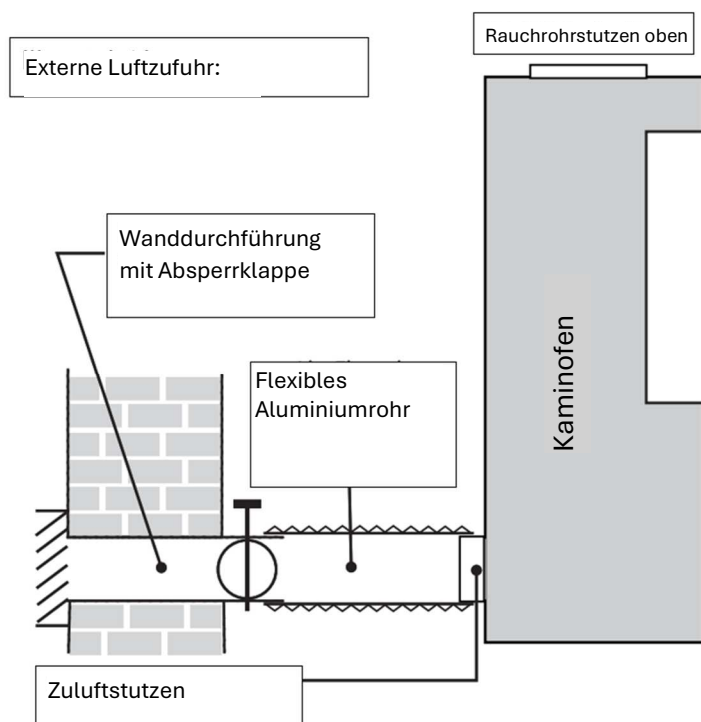 Rauchrohrstutzen oben
Externe Luftzufuhr:
Wanddurchführung
mit Absperrklappe
Flexibles
Aluminiumrohr
Kaminofen
Zuluftstutzen